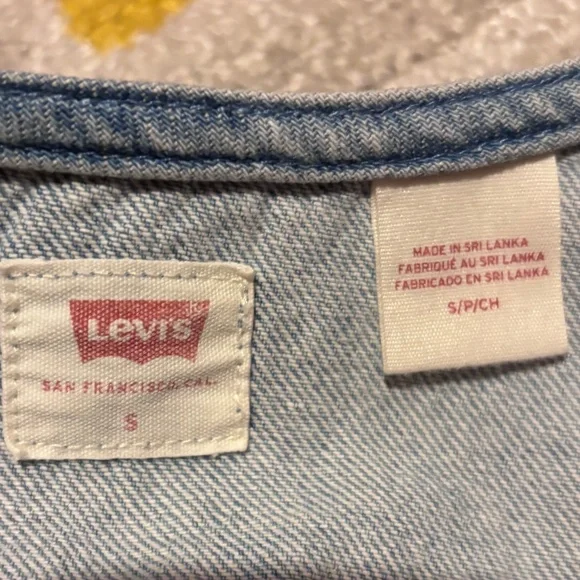 Levi's
SAN FRANCISCO, CAL.
S
MADE IN SRI LANKA
FABRIQUÉ AU SRI LANKA
FABRICADO EN SRI LANKA
S/P/CH